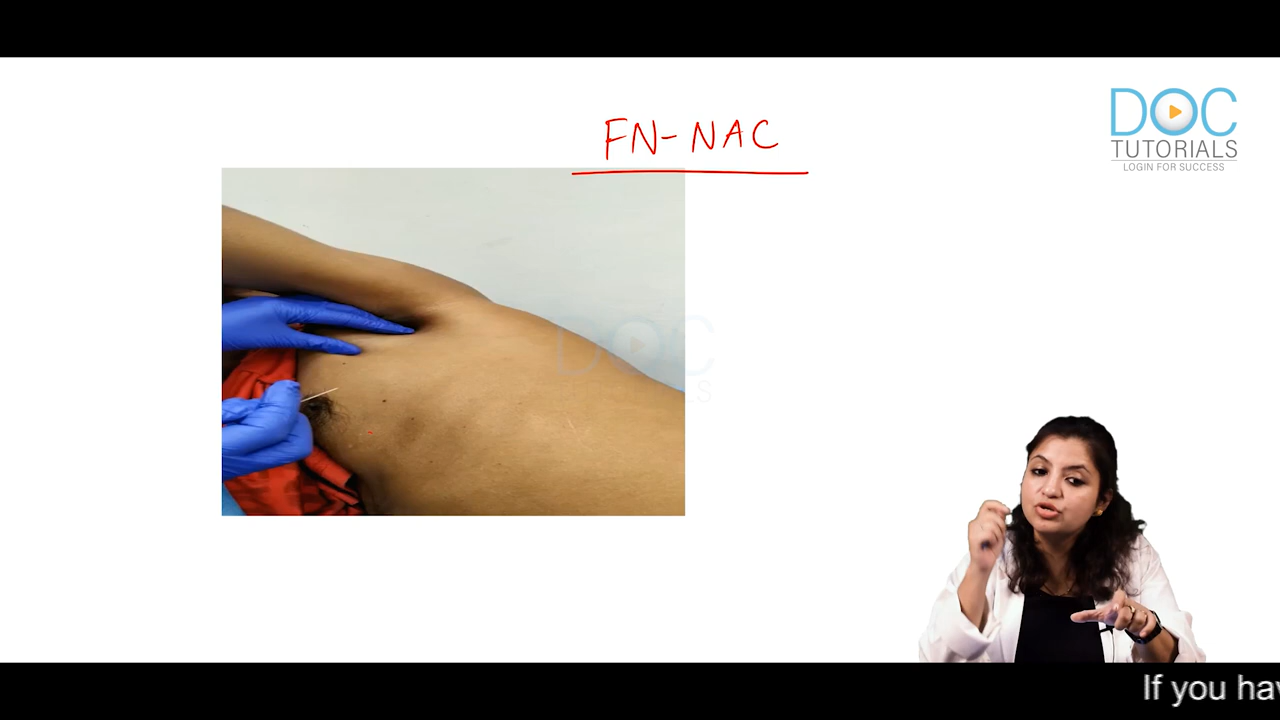 FN-NAC
DOC
TUTORIALS
LOGIN FOR SUCCESS
If you hav